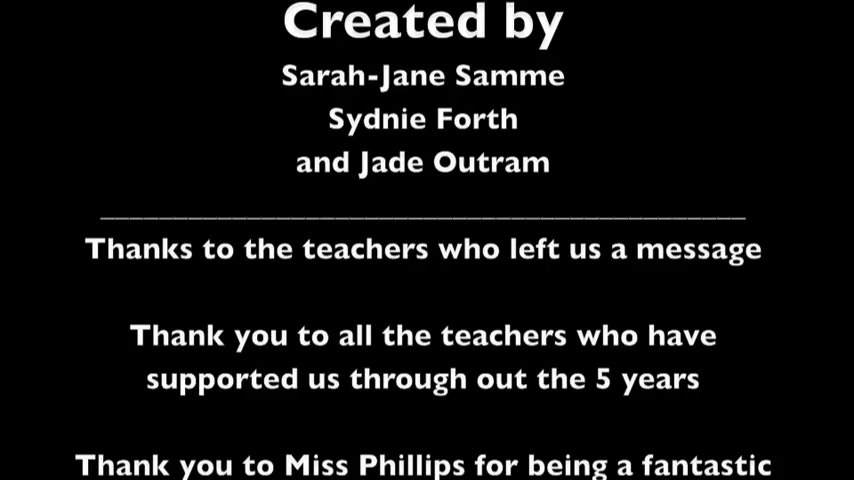 Created by
Sarah-Jane Samme
Sydnie Forth
and Jade Outram
Thanks to the teachers who left us a message
Thank you to all the teachers who have
supported us through out the 5 years
Thank you to Miss Phillips for being a fantastic